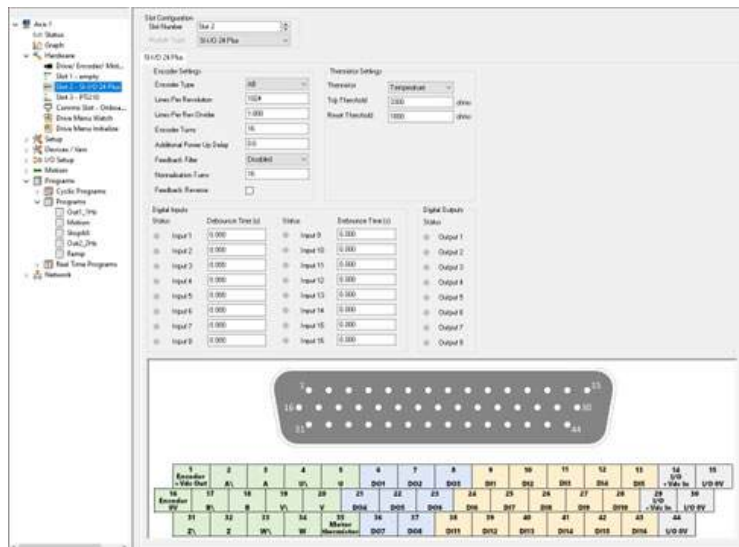 Axis 1
Status
Graph
Hardware
Drive/ Encoder/ Mot...
Slot 1 - empty
Slot 2 - SI-I/O 24 Plus
Slot 3 - PTi210
Comms Slot - Onboa...
Drive Menu Watch
Drive Menu Initialize
Setup
Devices / Vars
I/O Setup
Motion
Programs
Cyclic Programs
Programs
Out1_1Hz
Motion
StopAll
Out2_2Hz
Ramp
Real Time Programs
Network
Slot Configuration
Slot Number Slot 2
Module Type SI-I/O 24 Plus
SI-I/O 24 Plus
Encoder Settings
Encoder Type AB
Lines Per Revolution 1024
Lines Per Rev Divider 1.000
Encoder Turns 16
Additional Power Up Delay 0.0
Feedback Filter Disabled
Normalisation Turns 16
Feedback Reverse
Thermistor Settings
Thermistor Temperature
Trip Threshold 3300 ohms
Reset Threshold 1800 ohms
Digital Inputs
Status Debounce Time (s) Status Debounce Time (s)
Input 1 0.000 Input 9 0.000
Input 2 0.000 Input 10 0.000
Input 3 0.000 Input 11 0.000
Input 4 0.000 Input 12 0.000
Input 5 0.000 Input 13 0.000
Input 6 0.000 Input 14 0.000
Input 7 0.000 Input 15 0.000
Input 8 0.000 Input 16 0.000
Digital Outputs
Status
Output 1
Output 2
Output 3
Output 4
Output 5
Output 6
Output 7
Output 8
1 15
16 30
31 44
1 2 3 4 5 6 7 8 9 10 11 12 13 14 15
Encoder +Vdc Out A\ A U\ U DO1 DO2 DO3 DI1 DI2 DI3 DI4 DI5 I/O +Vdc In I/O 0V
16 17 18 19 20 21 22 23 24 25 26 27 28 29 30
Encoder 0V B\ B V\ V DO4 DO5 DO6 DI6 DI7 DI8 DI9 DI10 I/O +Vdc In I/O 0V
31 32 33 34 35 36 37 38 39 40 41 42 43 44
Z\ Z W\ W Motor thermistor DO7 DO8 DI11 DI12 DI13 DI14 DI15 DI16 I/O 0V